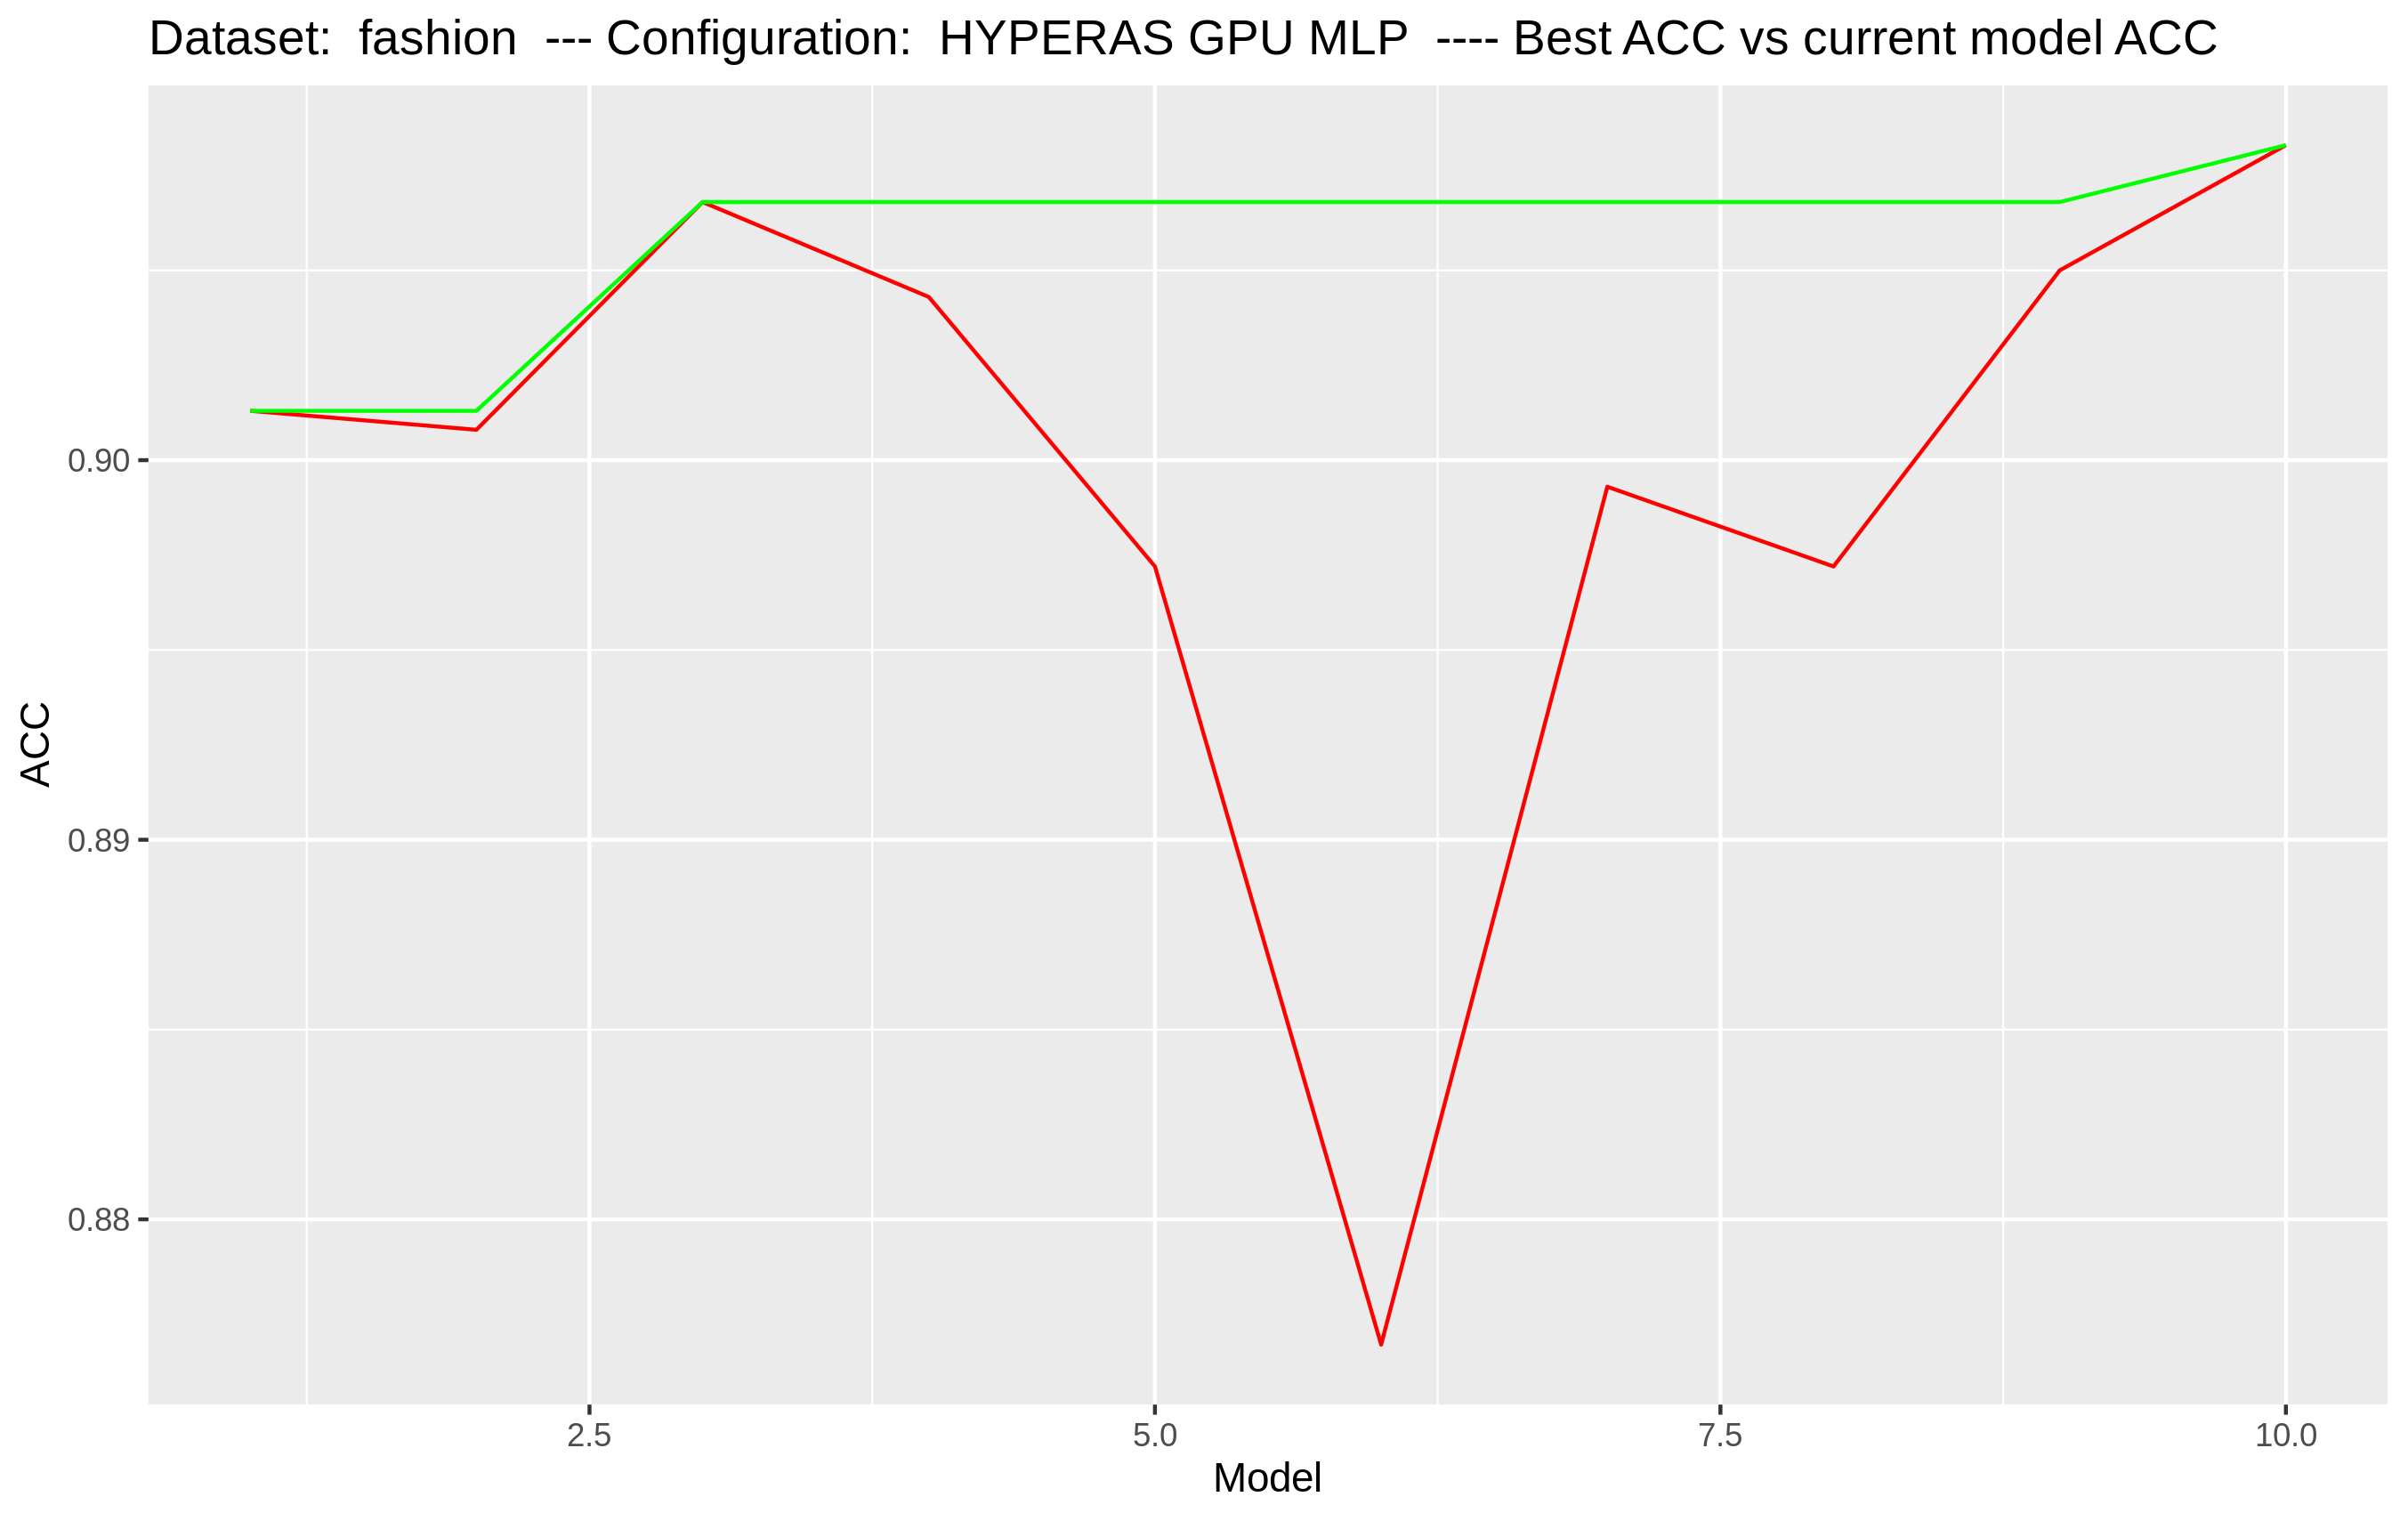 Dataset:  fashion  --- Configuration:  HYPERAS GPU MLP  ---- Best ACC vs current model ACC
ACC
0.90
0.89
0.88
2.5 5.0 7.5 10.0
Model